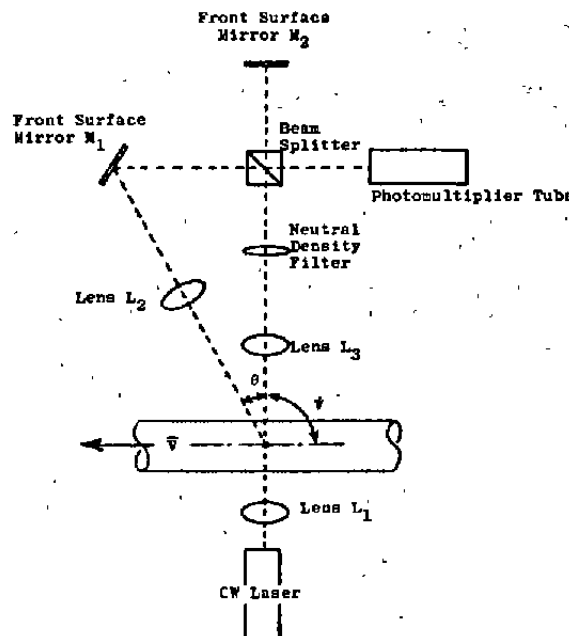 Front Surface
Mirror M2
Front Surface
Mirror M1
Beam
Splitter
Photomultiplier Tube
Neutral
Density
Filter
Lens L2
Lens L3
θ
ψ
v̄
Lens L1
CW Laser